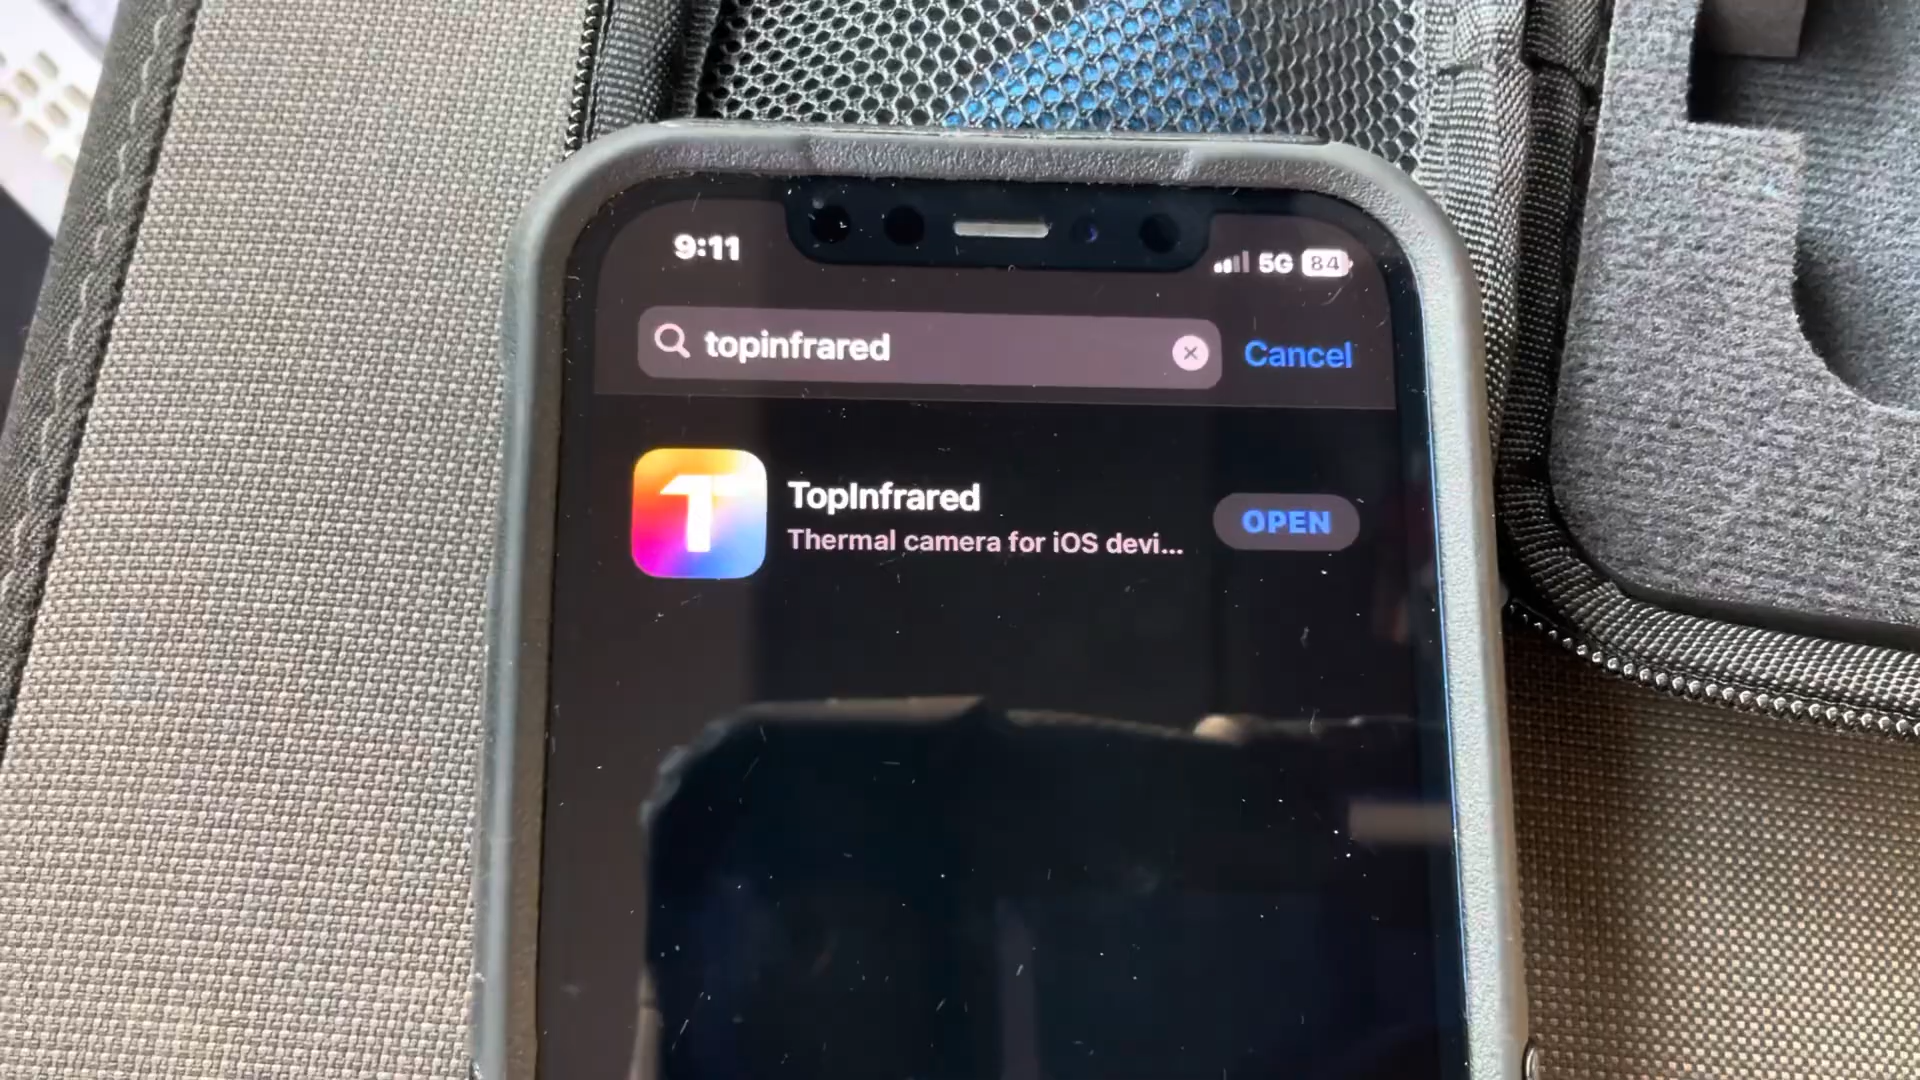 9:11
5G 84
topinfrared
Cancel
T
TopInfrared
Thermal camera for iOS devi...
OPEN